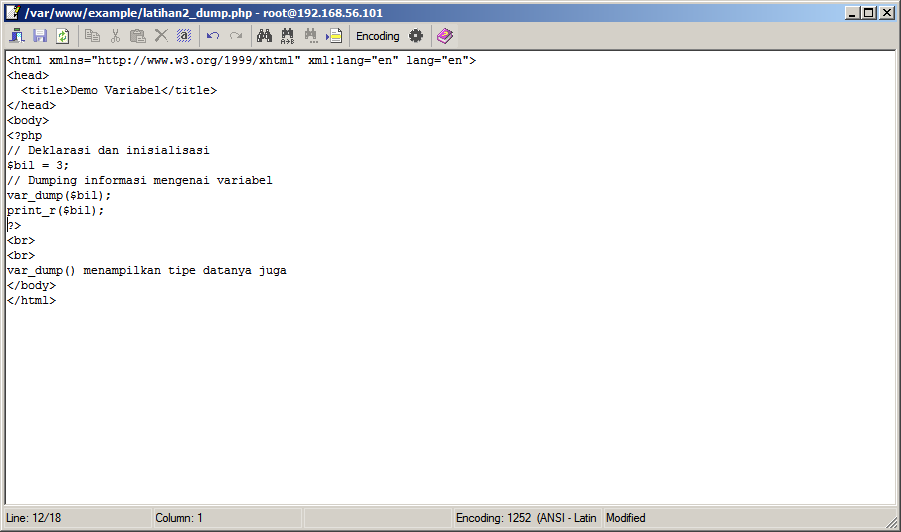 /var/www/example/latihan2_dump.php - root@192.168.56.101
Encoding
<html xmlns="http://www.w3.org/1999/xhtml" xml:lang="en" lang="en">
<head>
  <title>Demo Variabel</title>
</head>
<body>
<?php
// Deklarasi dan inisialisasi
$bil = 3;
// Dumping informasi mengenai variabel
var_dump($bil);
print_r($bil);
?>
<br>
<br>
var_dump() menampilkan tipe datanya juga
</body>
</html>
Line: 12/18 Column: 1 Encoding: 1252 (ANSI - Latin Modified